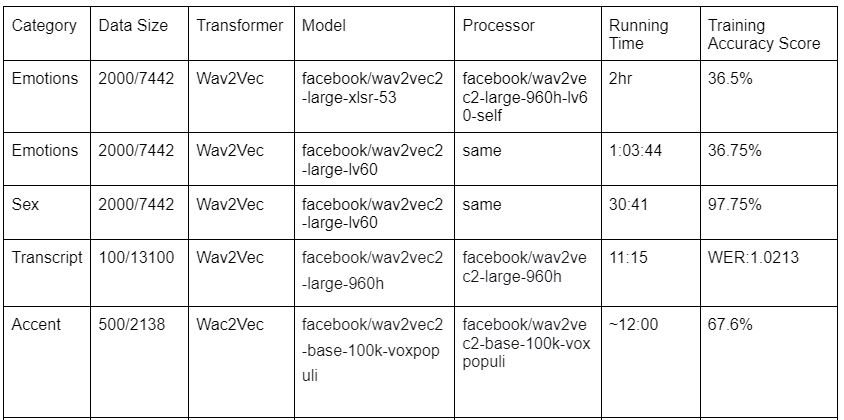 Category Data Size Transformer Model Processor Running Time Training Accuracy Score
Emotions 2000/7442 Wav2Vec facebook/wav2vec2-large-xlsr-53 facebook/wav2vec2-large-960h-lv60-self 2hr 36.5%
Emotions 2000/7442 Wav2Vec facebook/wav2vec2-large-lv60 same 1:03:44 36.75%
Sex 2000/7442 Wav2Vec facebook/wav2vec2-large-lv60 same 30:41 97.75%
Transcript 100/13100 Wav2Vec facebook/wav2vec2-large-960h facebook/wav2vec2-large-960h 11:15 WER:1.0213
Accent 500/2138 Wac2Vec facebook/wav2vec2-base-100k-voxpopuli facebook/wav2vec2-base-100k-voxpopuli ~12:00 67.6%